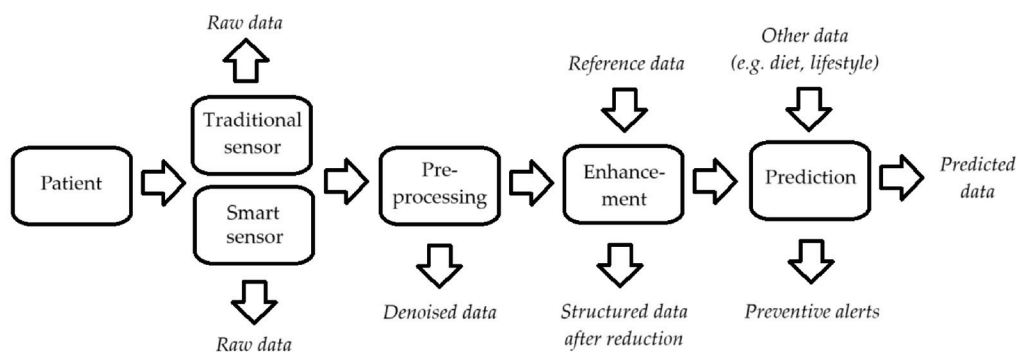 Raw data
Other data
(e.g. diet, lifestyle)
Reference data
Traditional
sensor
Patient
Smart
sensor
Pre-
processing
Enhance-
ment
Prediction
Predicted
data
Raw data
Denoised data
Structured data
after reduction
Preventive alerts